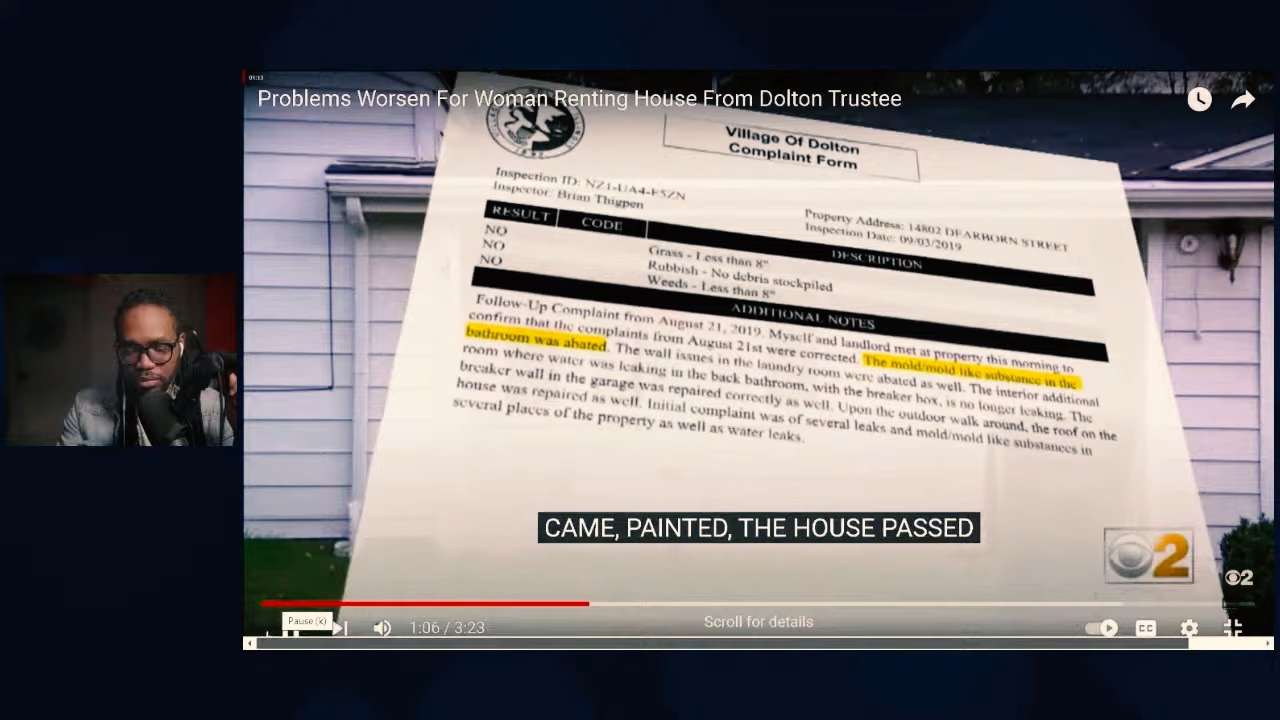 01:13
Problems Worsen For Woman Renting House From Dolton Trustee
Village Of Dolton
Complaint Form
Inspection ID: NZ1-UA4-F5ZN
Inspector: Brian Thigpen
Property Address: 14802 DEARBORN STREET
Inspection Date: 09/03/2019
RESULT CODE DESCRIPTION
NO Grass - Less than 8"
NO Rubbish - No debris stockpiled
NO Weeds - Less than 8"
ADDITIONAL NOTES
Follow-Up Complaint from August 21, 2019. Myself and landlord met at property this morning to
confirm that the complaints from August 21st were corrected. The mold/mold like substance in the
bathroom was abated. The wall issues in the laundry room were abated as well. The interior additional
room where water was leaking in the back bathroom, with the breaker box, is no longer leaking. The
breaker wall in the garage was repaired correctly as well. Upon the outdoor walk around, the roof on the
house was repaired as well. Initial complaint was of several leaks and mold/mold like substances in
several places of the property as well as water leaks.
CAME, PAINTED, THE HOUSE PASSED
2
2
Pause (k)
1:06 / 3:23
Scroll for details
CC